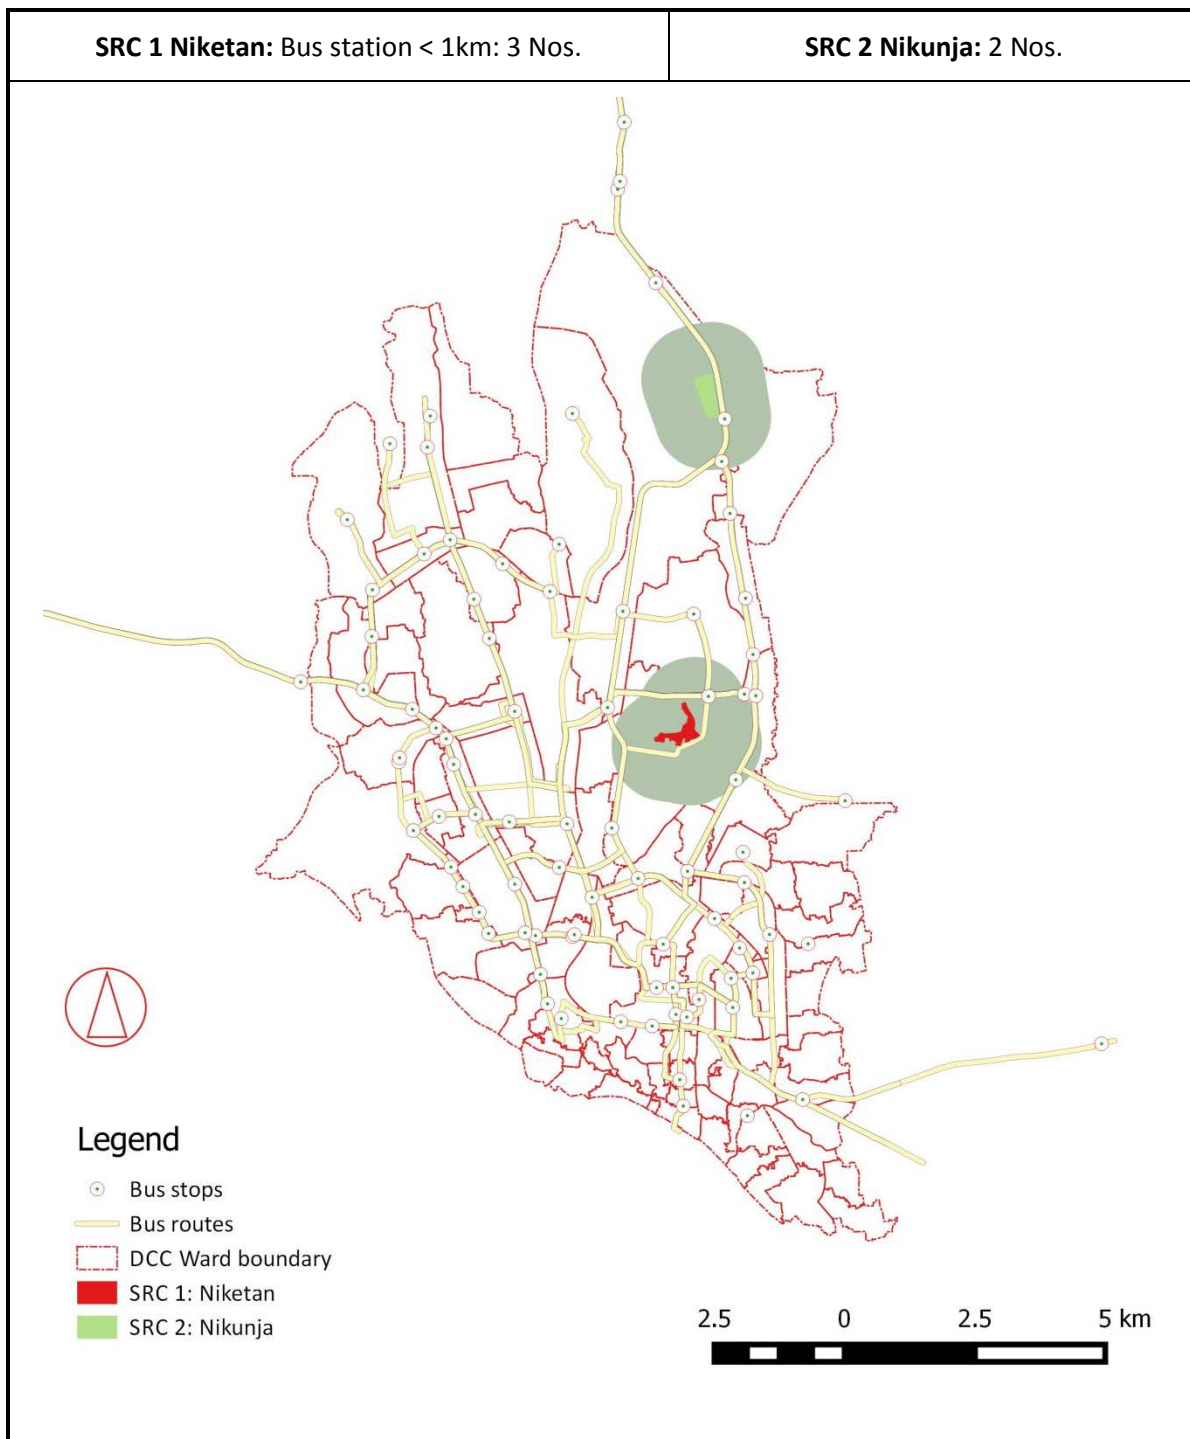 SRC 1 Niketan: Bus station < 1km: 3 Nos.
SRC 2 Nikunja: 2 Nos.
Legend
Bus stops
Bus routes
DCC Ward boundary
SRC 1: Niketan
SRC 2: Nikunja
2.5 0 2.5 5 km